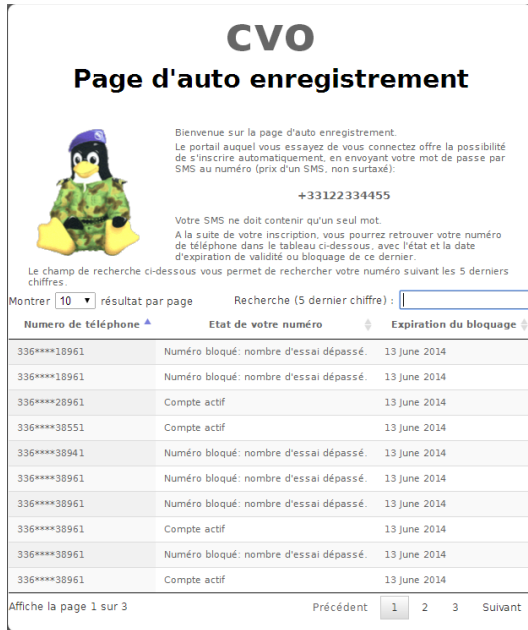 CVO
Page d'auto enregistrement
Bienvenue sur la page d'auto enregistrement.
Le portail auquel vous essayez de vous connectez offre la possibilité
de s'inscrire automatiquement, en envoyant votre mot de passe par
SMS au numéro (prix d'un SMS, non surtaxé):
+33122334455
Votre SMS ne doit contenir qu'un seul mot.
A la suite de votre inscription, vous pourrez retrouver votre numéro
de téléphone dans le tableau ci-dessous, avec l'état et la date
d'expiration de validité ou bloquage de ce dernier.
Le champ de recherche ci-dessous vous permet de rechercher votre numéro suivant les 5 derniers
chiffres.
Montrer 10 résultat par page Recherche (5 dernier chiffre) :
Numero de téléphone Etat de votre numéro Expiration du bloquage
336****18961 Numéro bloqué: nombre d'essai dépassé. 13 June 2014
336****18961 Numéro bloqué: nombre d'essai dépassé. 13 June 2014
336****28961 Compte actif 13 June 2014
336****38551 Compte actif 13 June 2014
336****38941 Numéro bloqué: nombre d'essai dépassé. 13 June 2014
336****38961 Numéro bloqué: nombre d'essai dépassé. 13 June 2014
336****38961 Numéro bloqué: nombre d'essai dépassé. 13 June 2014
336****38961 Compte actif 13 June 2014
336****38961 Numéro bloqué: nombre d'essai dépassé. 13 June 2014
336****38961 Compte actif 13 June 2014
Affiche la page 1 sur 3 Précédent 1 2 3 Suivant